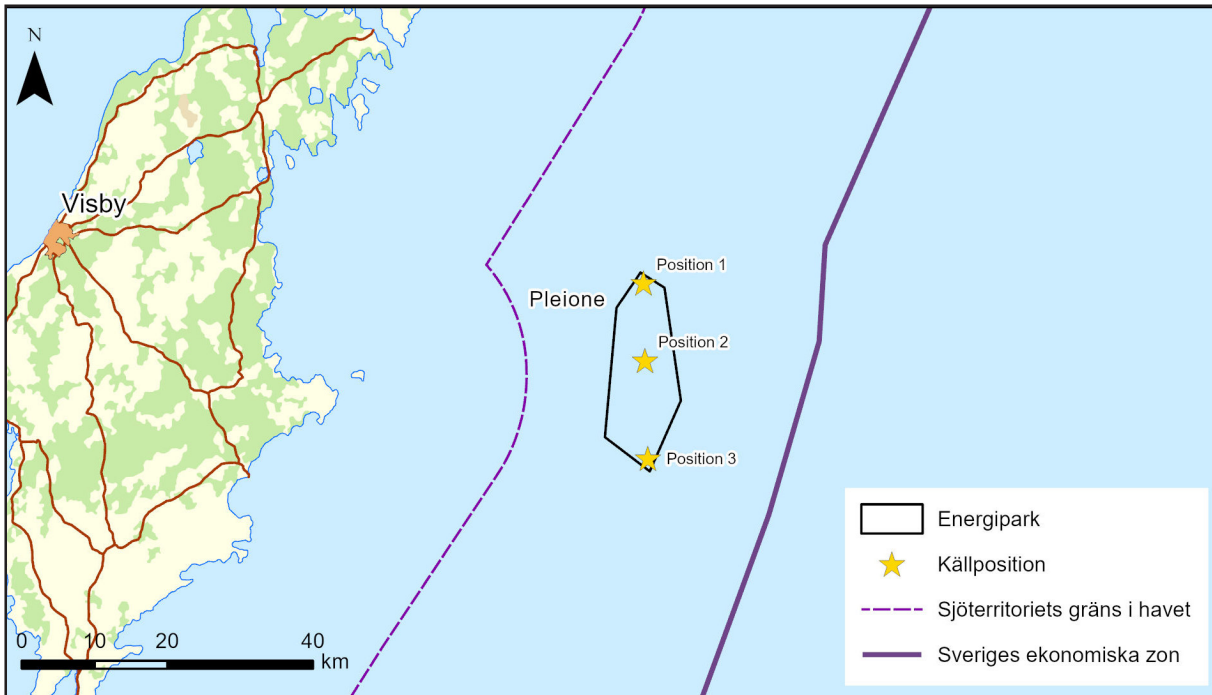 N
Visby
Position 1
Pleione
Position 2
Position 3
Energipark
Källposition
Sjöterritoriets gräns i havet
Sveriges ekonomiska zon
0 10 20 40
km